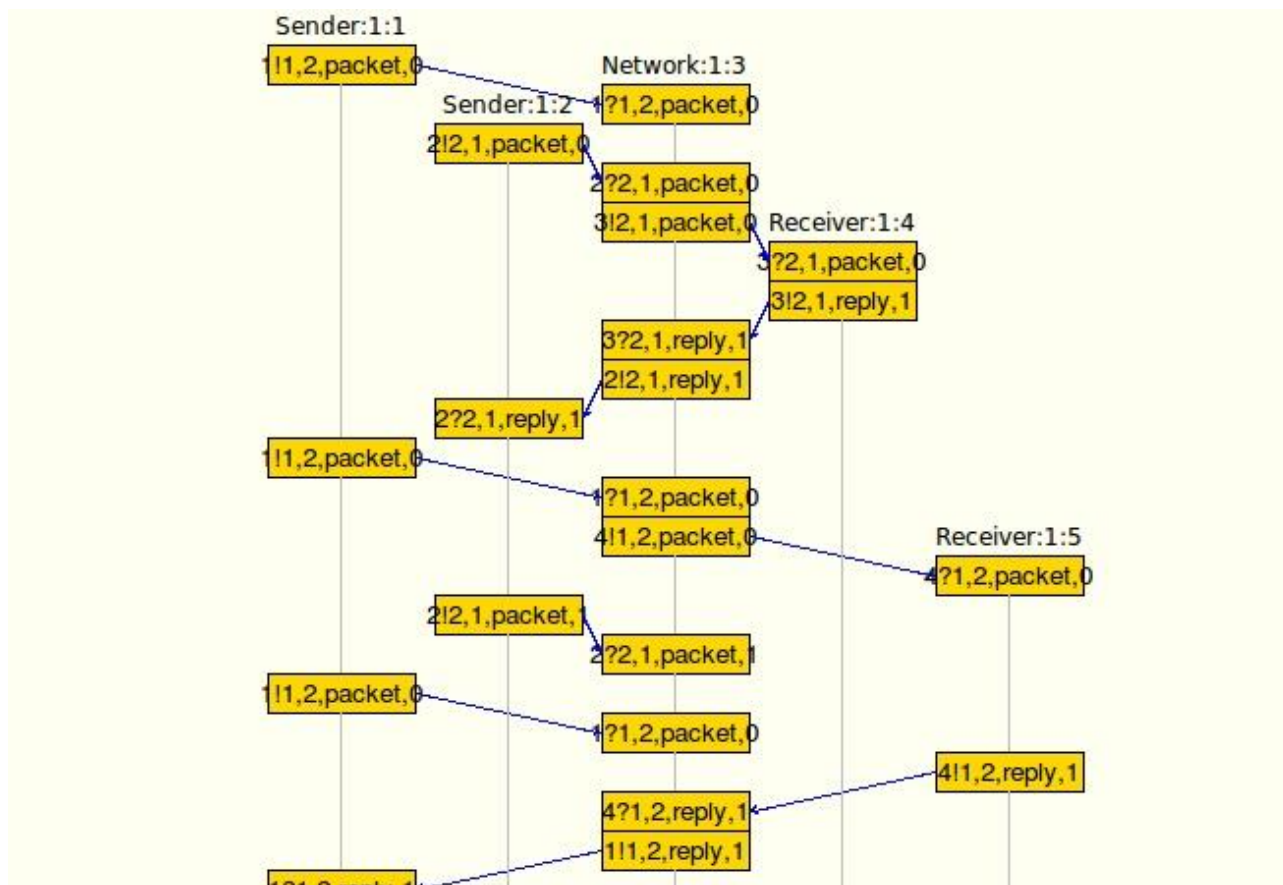 Sender:1:1
1!1,2,packet,0
Network:1:3
1?1,2,packet,0
Sender:1:2
2!2,1,packet,0
2?2,1,packet,0
3!2,1,packet,0
Receiver:1:4
3?2,1,packet,0
3!2,1,reply,1
3?2,1,reply,1
2!2,1,reply,1
2?2,1,reply,1
1!1,2,packet,0
1?1,2,packet,0
4!1,2,packet,0
Receiver:1:5
4?1,2,packet,0
2!2,1,packet,1
2?2,1,packet,1
1!1,2,packet,0
1?1,2,packet,0
4!1,2,reply,1
4?1,2,reply,1
1!1,2,reply,1
1?1,2,reply,1